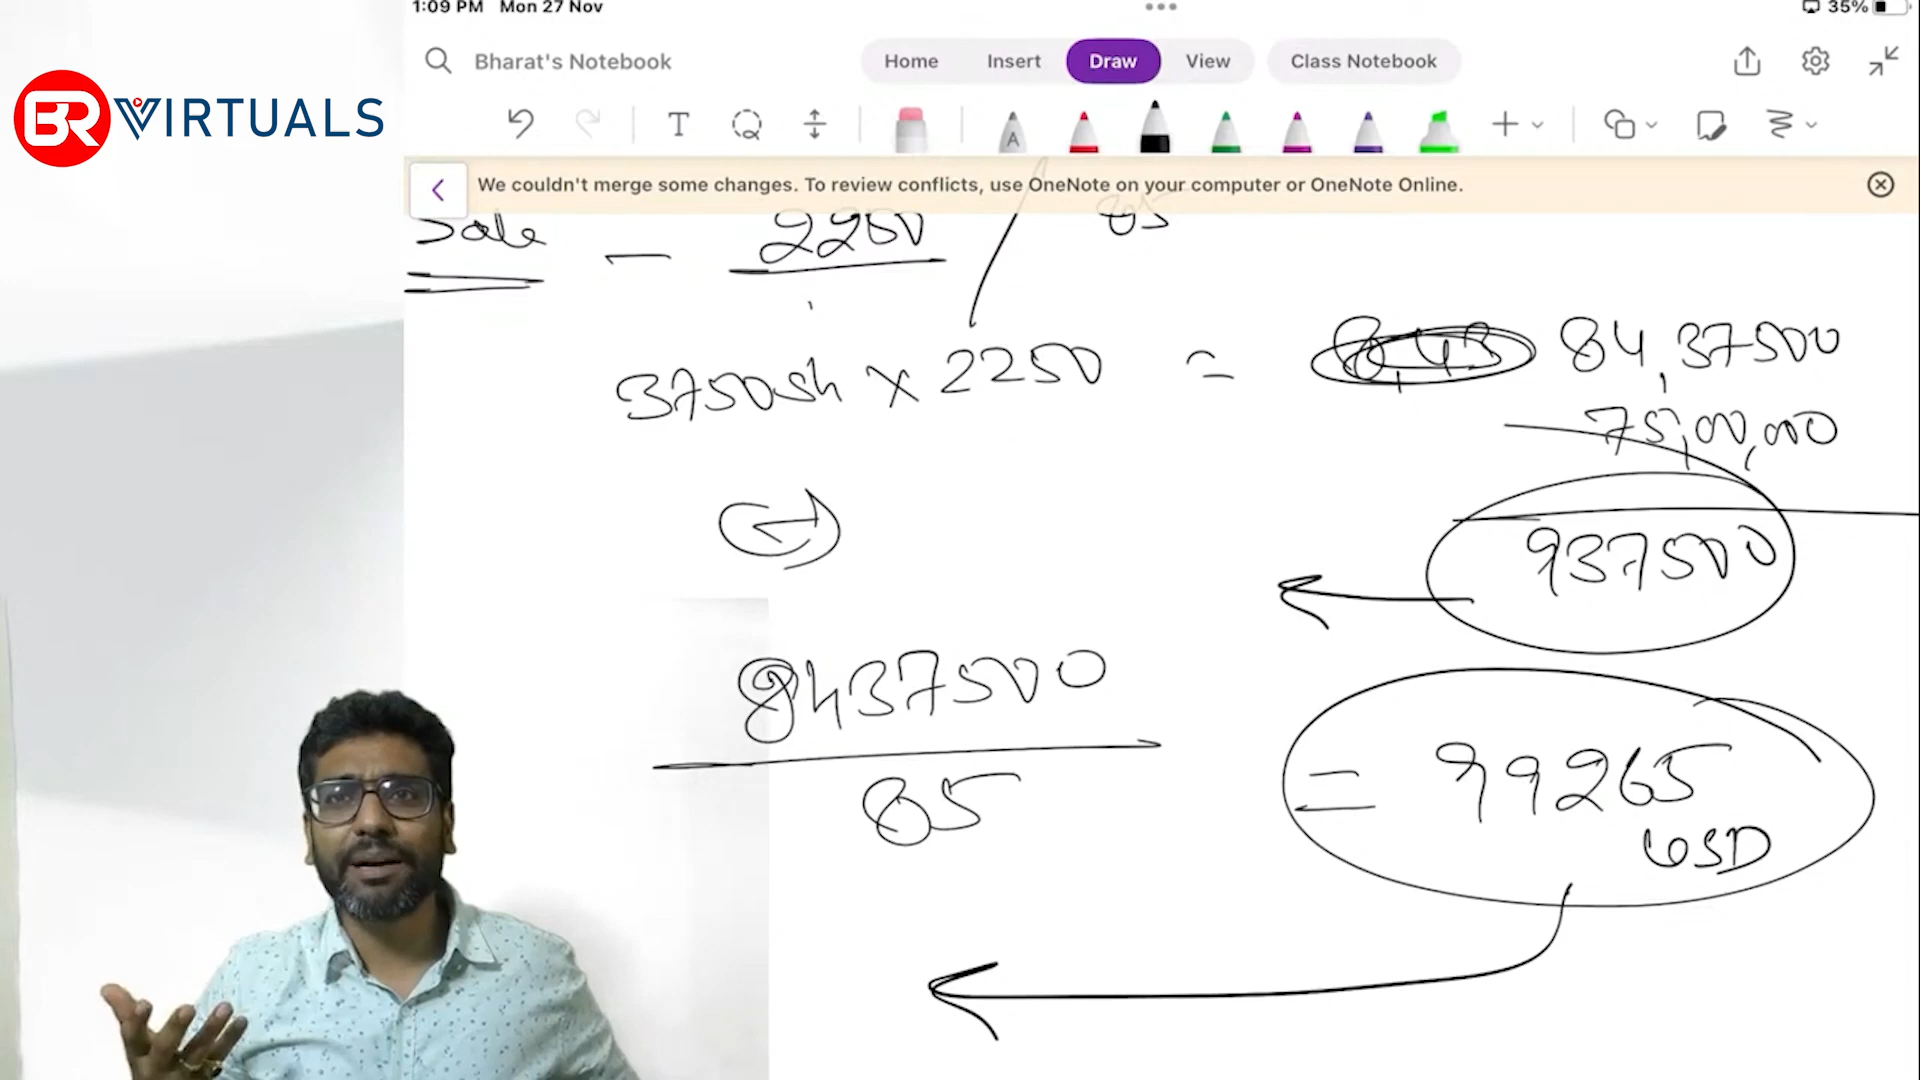 1:09 PM Mon 27 Nov
35%
BR VIRTUALS
Bharat's Notebook
Home Insert Draw View Class Notebook
T
A
We couldn't merge some changes. To review conflicts, use OneNote on your computer or OneNote Online.
Sale — 2250 85
3750 sh × 2250 = 84,37500
75,00,000
937500
8437500
85
= 99265
USD